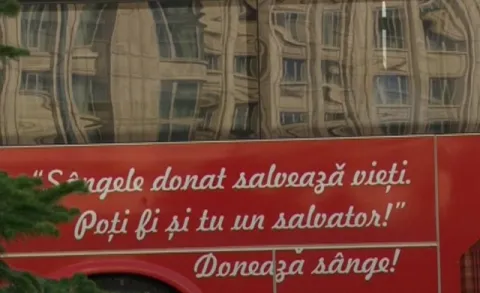 “Sângele donat salvează vieți.
Poți fi și tu un salvator!”
Donează sânge!